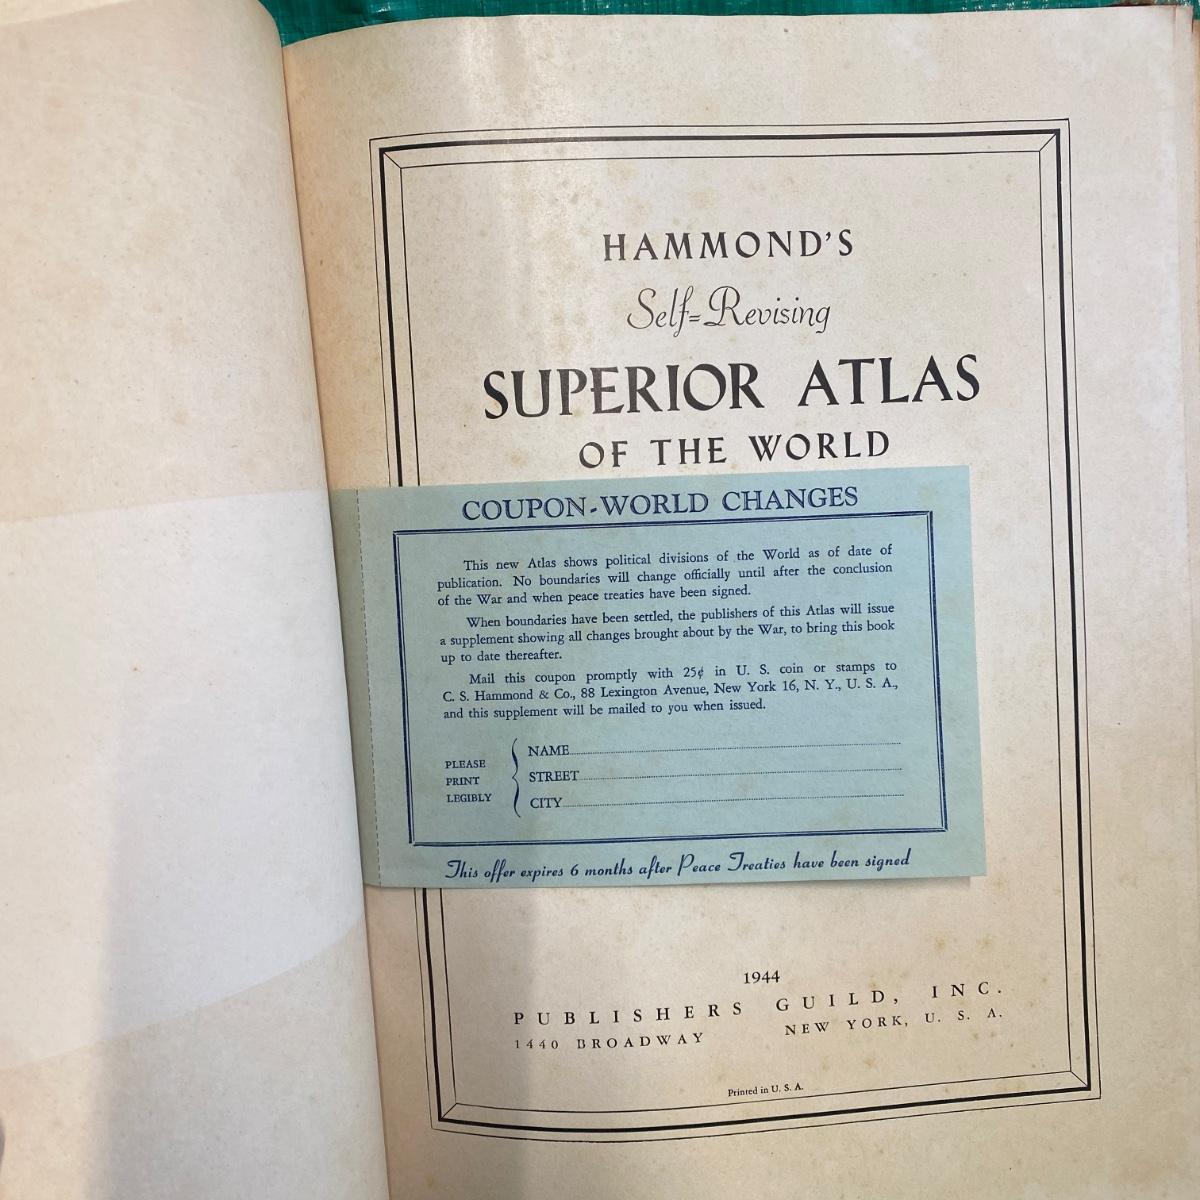 HAMMOND'S
Self-Revising
SUPERIOR ATLAS
OF THE WORLD
COUPON-WORLD CHANGES
This new Atlas shows political divisions of the World as of date of
publication. No boundaries will change officially until after the conclusion
of the War and when peace treaties have been signed.
When boundaries have been settled, the publishers of this Atlas will issue
a supplement showing all changes brought about by the War, to bring this book
up to date thereafter.
Mail this coupon promptly with 25¢ in U. S. coin or stamps to
C. S. Hammond & Co., 88 Lexington Avenue, New York 16, N. Y., U. S. A.,
and this supplement will be mailed to you when issued.
PLEASE
PRINT
LEGIBLY
NAME
STREET
CITY
This offer expires 6 months after Peace Treaties have been signed
1944
PUBLISHERS GUILD, INC.
1440 BROADWAY NEW YORK, U. S. A.
Printed in U. S. A.